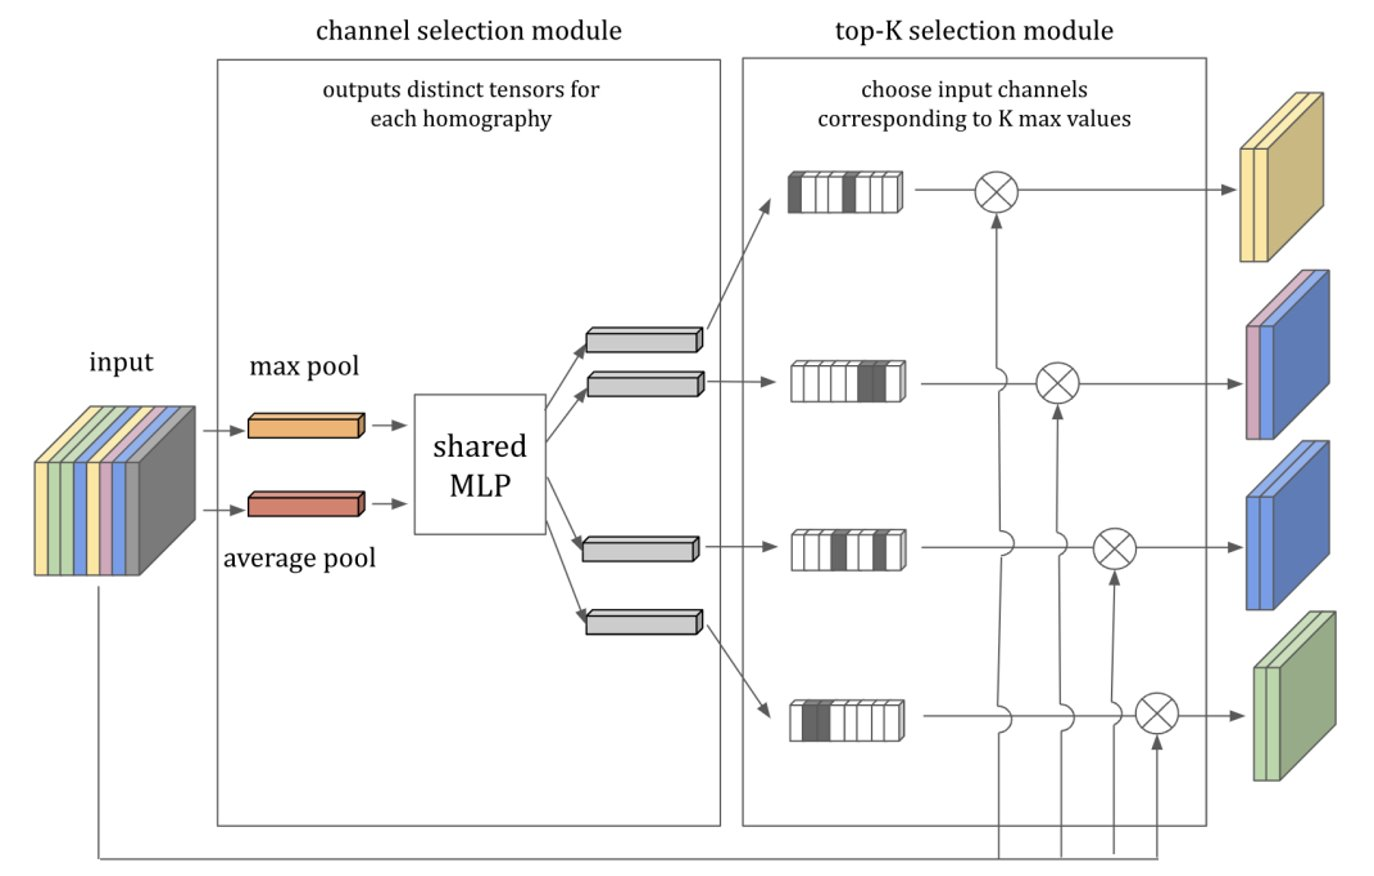 channel selection module
top-K selection module
outputs distinct tensors for
each homography
choose input channels
corresponding to K max values
input
max pool
shared
MLP
average pool